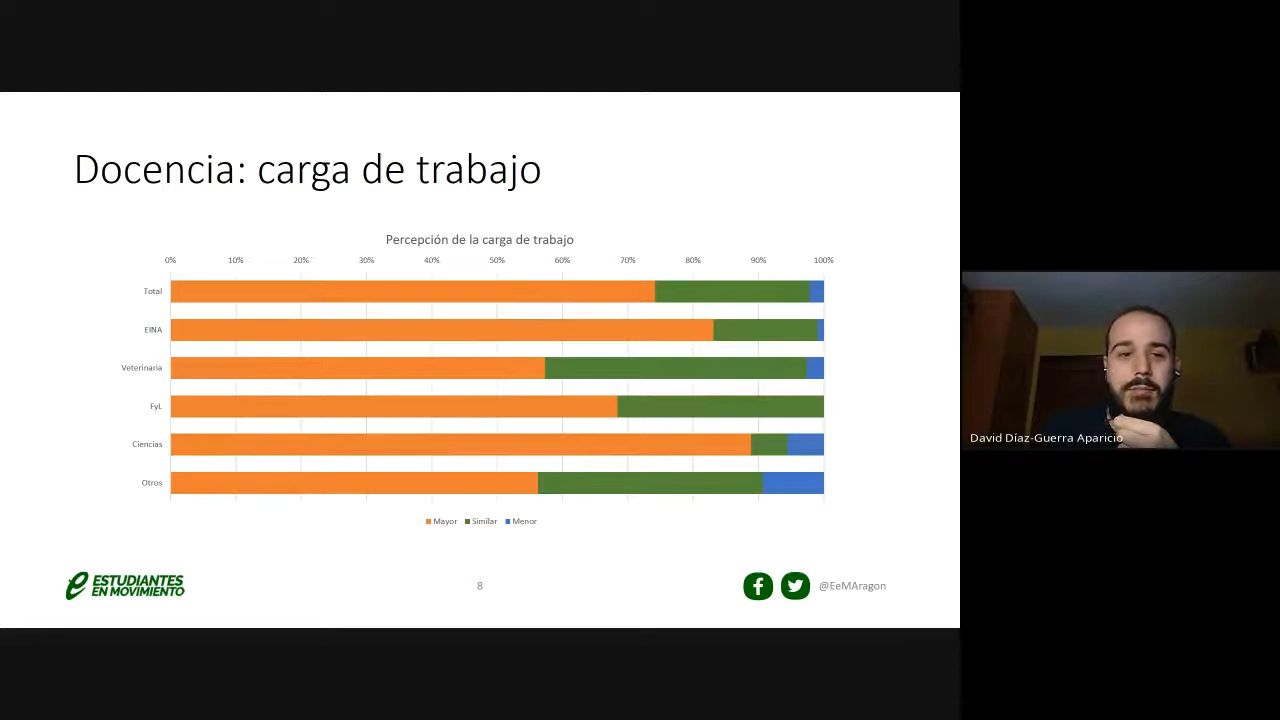 Docencia: carga de trabajo
Percepción de la carga de trabajo
0% 10% 20% 30% 40% 50% 60% 70% 80% 90% 100%
Total
EINA
Veterinaria
FyL
Ciencias
Otros
Mayor Similar Menor
e ESTUDIANTES
EN MOVIMIENTO
8
@EeMAragon
David Díaz-Guerra Aparicio